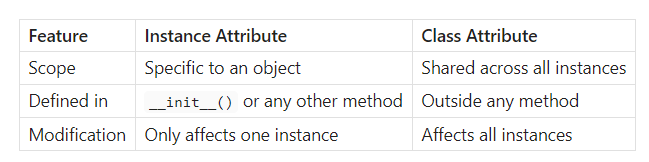 Feature Instance Attribute Class Attribute
Scope Specific to an object Shared across all instances
Defined in __init__() or any other method Outside any method
Modification Only affects one instance Affects all instances